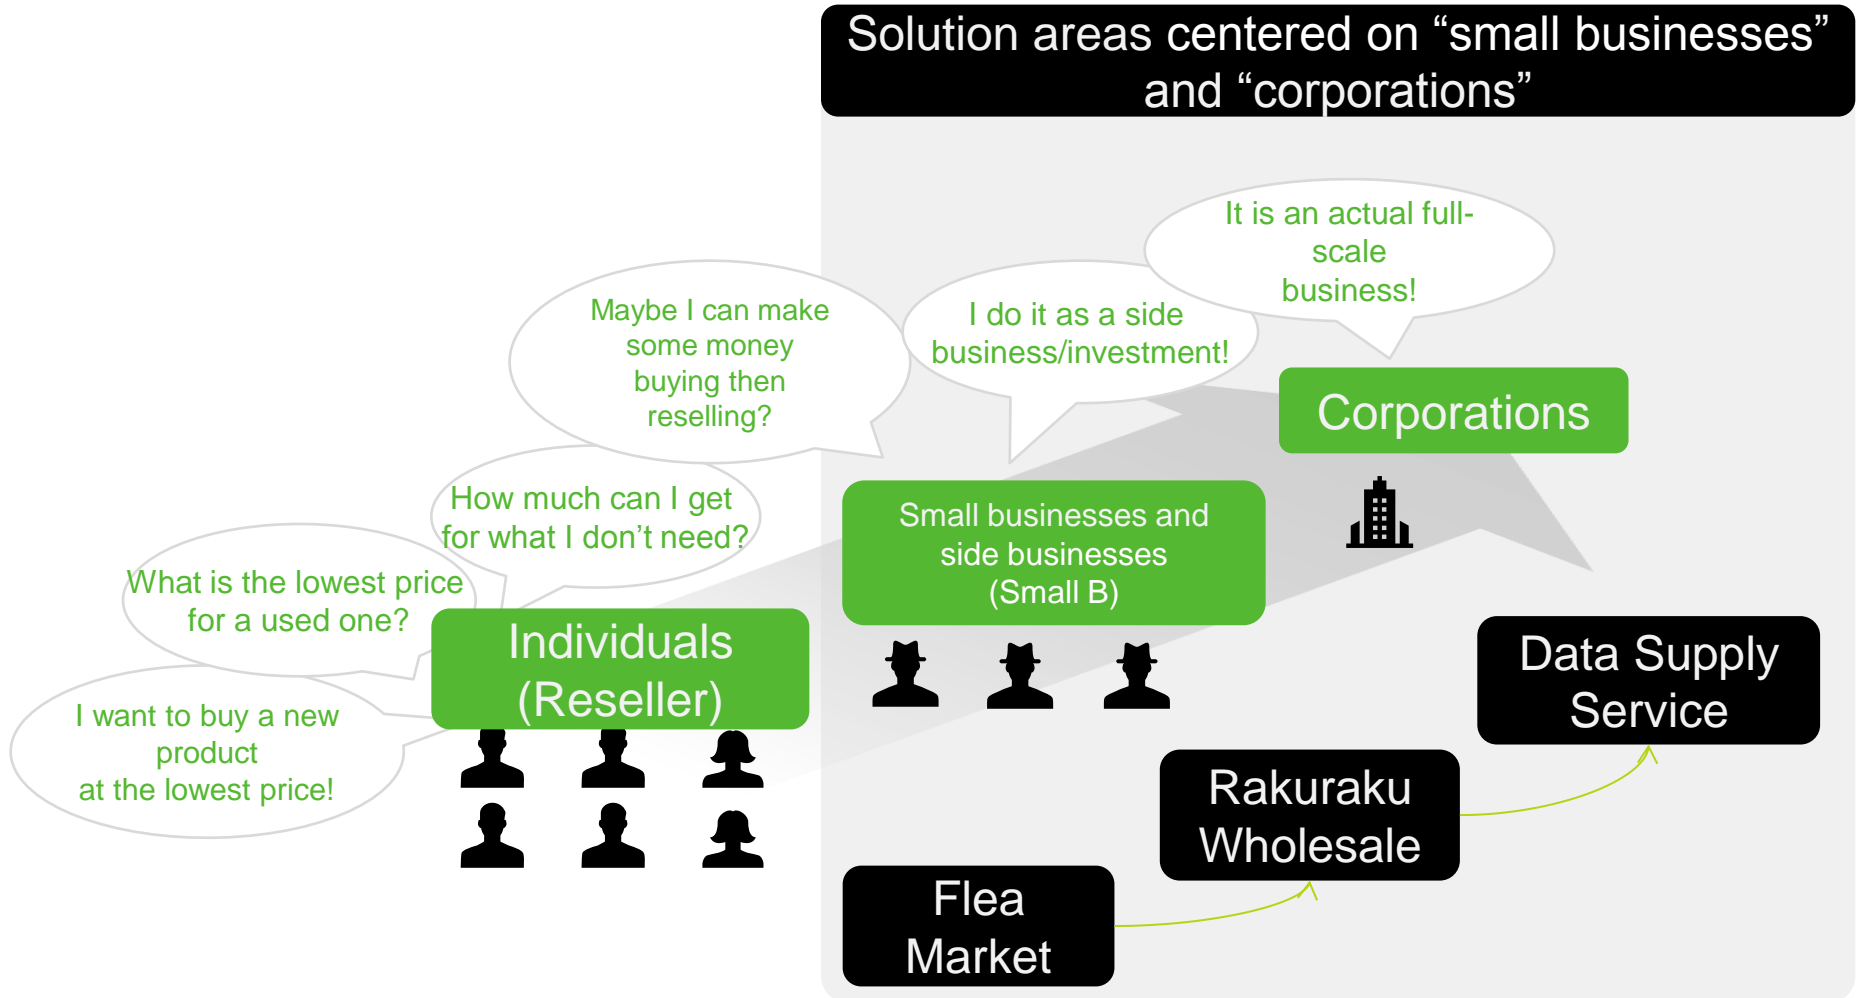 Solution areas centered on “small businesses”
and “corporations”
It is an actual full-
scale
business!
Maybe I can make
some money
buying then
reselling?
I do it as a side
business/investment!
Corporations
How much can I get
for what I don’t need?
Small businesses and
side businesses
(Small B)
What is the lowest price
for a used one?
Individuals
(Reseller)
I want to buy a new
product
at the lowest price!
Data Supply
Service
Rakuraku
Wholesale
Flea
Market